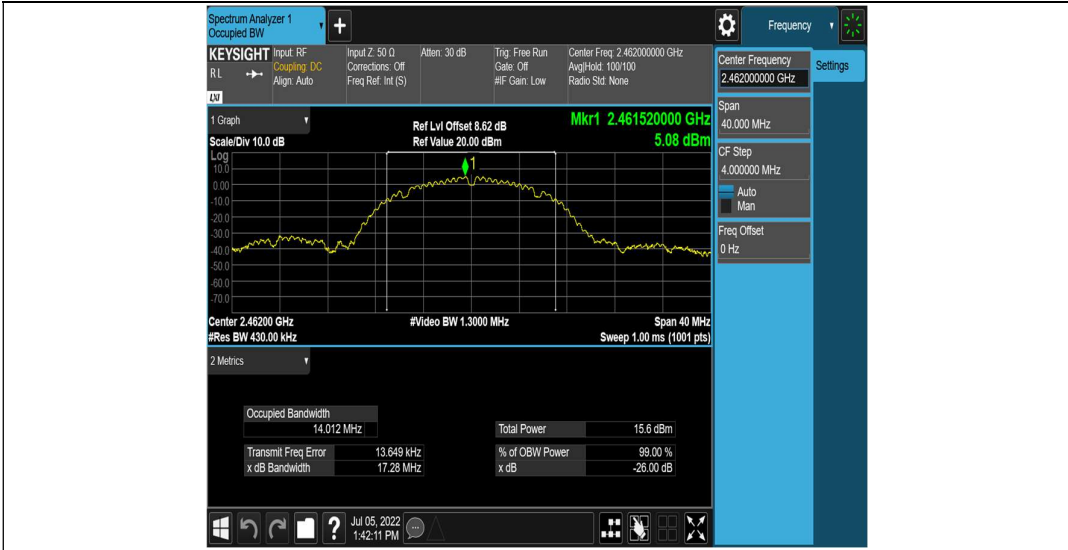 Spectrum Analyzer 1
Occupied BW
Frequency
KEYSIGHT
RL
LXI
Input: RF
Coupling: DC
Align: Auto
Input Z: 50 Ω
Corrections: Off
Freq Ref: Int (S)
Atten: 30 dB
Trig: Free Run
Gate: Off
#IF Gain: Low
Center Freq: 2.462000000 GHz
Avg|Hold: 100/100
Radio Std: None
Center Frequency
2.462000000 GHz
Settings
Span
40.000 MHz
CF Step
4.000000 MHz
Auto
Man
Freq Offset
0 Hz
1 Graph
Scale/Div 10.0 dB
Ref Lvl Offset 8.62 dB
Ref Value 20.00 dBm
Mkr1 2.461520000 GHz
5.08 dBm
Log
1
10.0
0.00
-10.0
-20.0
-30.0
-40.0
-50.0
-60.0
-70.0
Center 2.46200 GHz
#Res BW 430.00 kHz
#Video BW 1.3000 MHz
Span 40 MHz
Sweep 1.00 ms (1001 pts)
2 Metrics
Occupied Bandwidth
14.012 MHz
Transmit Freq Error 13.649 kHz
x dB Bandwidth 17.28 MHz
Total Power 15.6 dBm
% of OBW Power 99.00 %
x dB -26.00 dB
Jul 05, 2022
1:42:11 PM